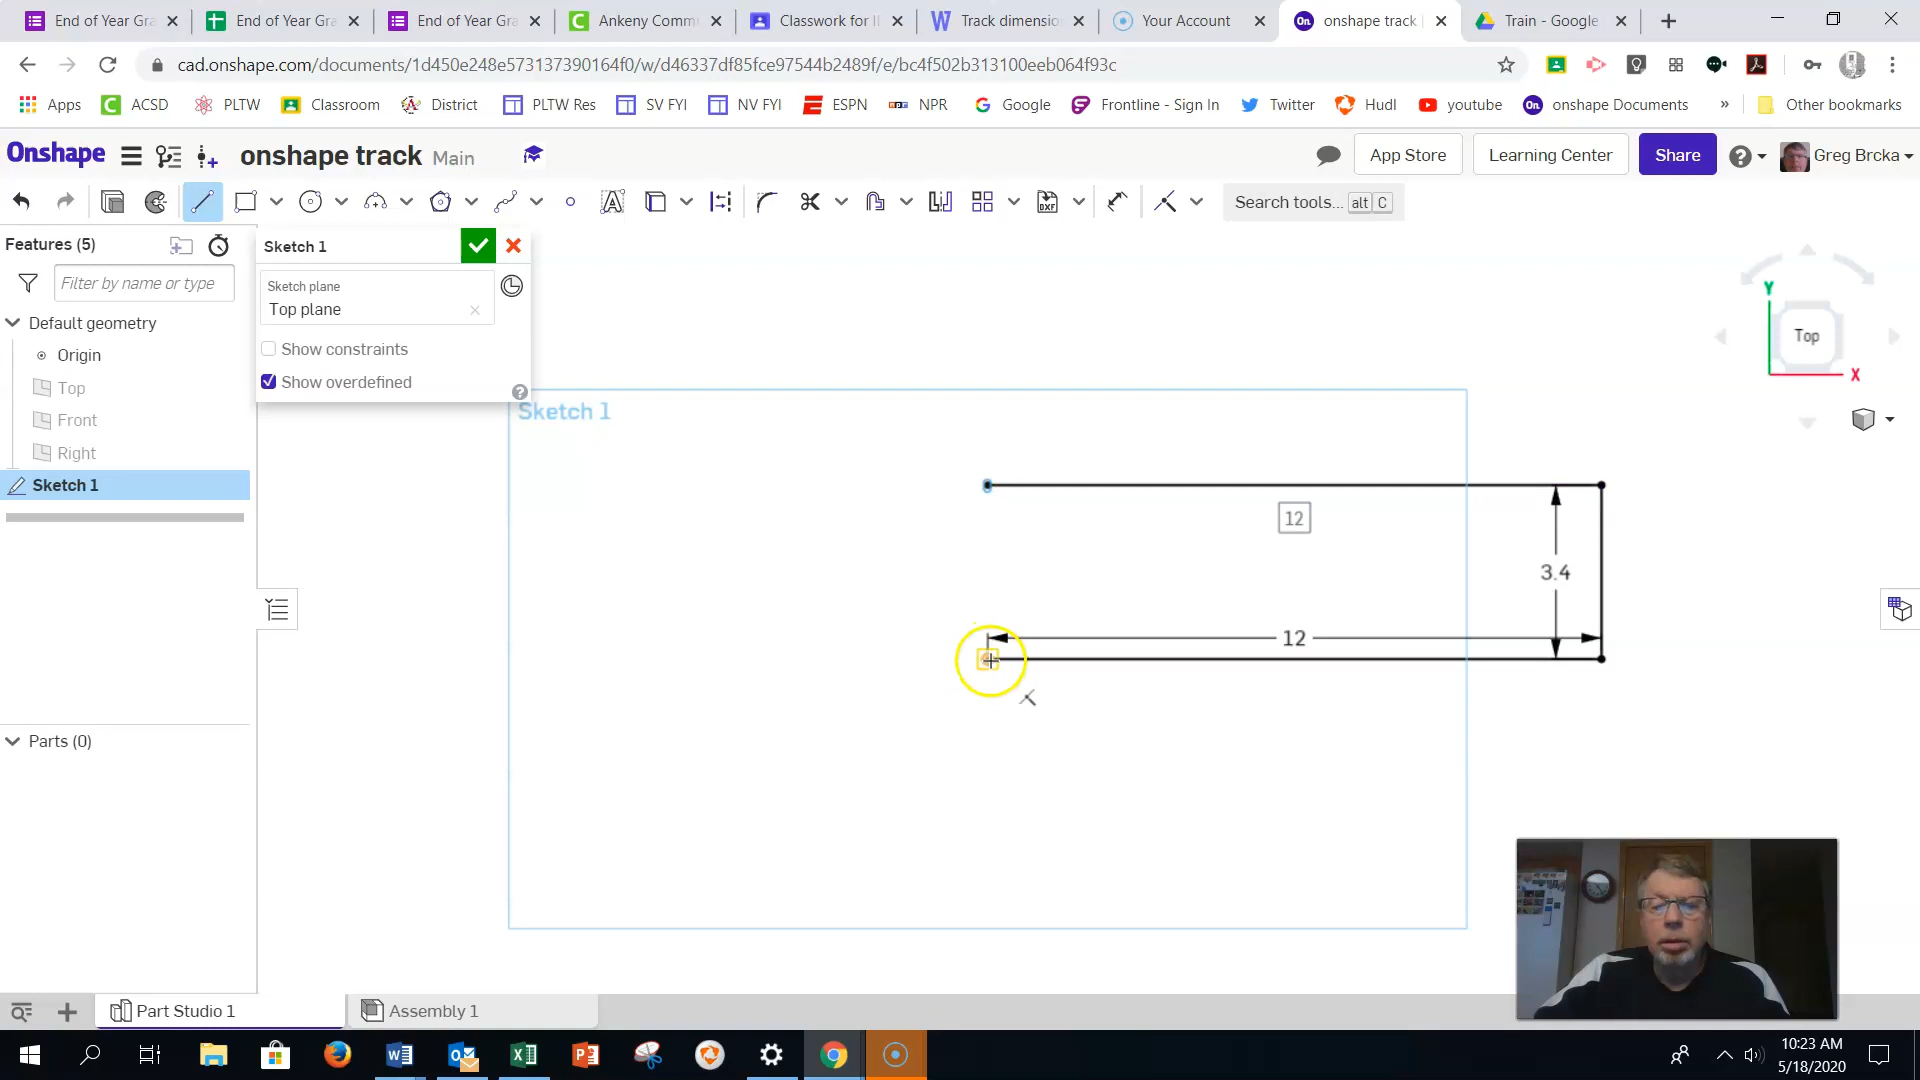 End of Year Gra
End of Year Gra
End of Year Gra
Ankeny Commu
Classwork for II
Track dimensio
Your Account
onshape track
Train - Google
cad.onshape.com/documents/1d450e248e573137390164f0/w/d46337df85fce97544b2489f/e/bc4f502b313100eeb064f93c
Apps
ACSD
PLTW
Classroom
District
PLTW Res
SV FYI
NV FYI
ESPN
NPR
Google
Frontline - Sign In
Twitter
Hudl
youtube
onshape Documents
»
Other bookmarks
Onshape
onshape track Main
App Store
Learning Center
Share
Greg Brcka
Search tools... alt C
Features (5)
Filter by name or type
Default geometry
Origin
Top
Front
Right
Sketch 1
Parts (0)
Sketch 1
Sketch plane
Top plane
Show constraints
Show overdefined
Sketch 1
12
3.4
12
Y
Top
X
Part Studio 1
Assembly 1
10:23 AM
5/18/2020